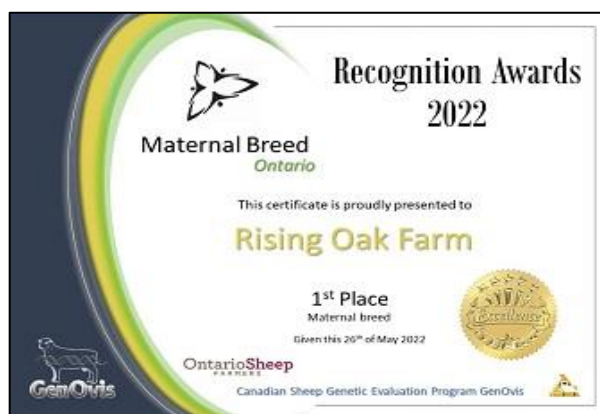 Recognition Awards
2022
Maternal Breed
Ontario
This certificate is proudly presented to
Rising Oak Farm
1st Place
Maternal breed
Given this 26th of May 2022
Excellence
OntarioSheep
FARMERS
GenOvis
Canadian Sheep Genetic Evaluation Program GenOvis